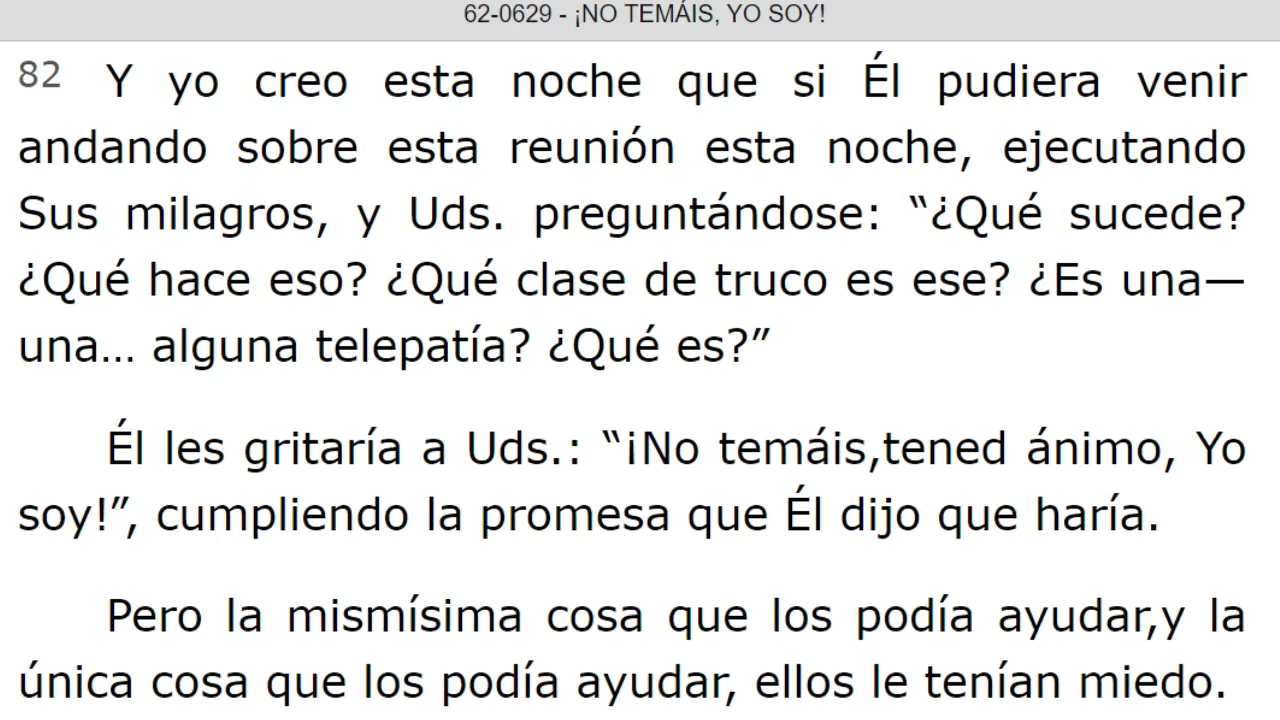 62-0629 - ¡NO TEMÁIS, YO SOY!
82 Y yo creo esta noche que si Él pudiera venir
andando sobre esta reunión esta noche, ejecutando
Sus milagros, y Uds. preguntándose: “¿Qué sucede?
¿Qué hace eso? ¿Qué clase de truco es ese? ¿Es una—
una… alguna telepatía? ¿Qué es?”
Él les gritaría a Uds.: “¡No temáis,tened ánimo, Yo
soy!”, cumpliendo la promesa que Él dijo que haría.
Pero la mismísima cosa que los podía ayudar,y la
única cosa que los podía ayudar, ellos le tenían miedo.